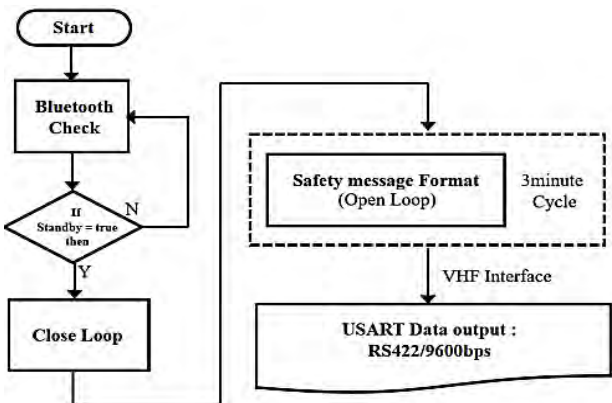 Start
Bluetooth
Check
If
Standby = true
then
N
Y
Close Loop
Safety message Format
(Open Loop)
3minute
Cycle
VHF Interface
USART Data output :
RS422/9600bps